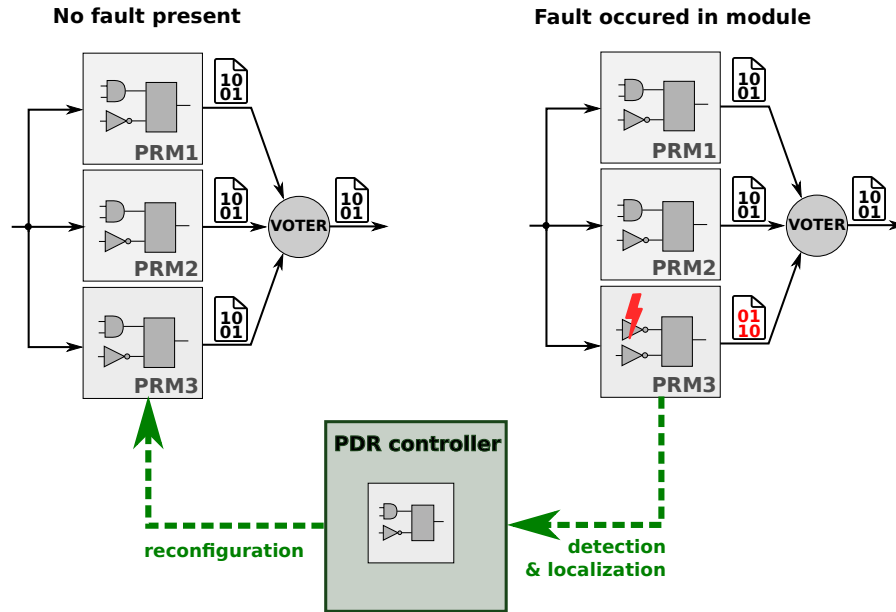 No fault present
10
01
PRM1
10
01
PRM2
VOTER
10
01
10
01
PRM3
Fault occured in module
10
01
PRM1
10
01
PRM2
VOTER
10
01
01
10
PRM3
PDR controller
reconfiguration
detection
& localization